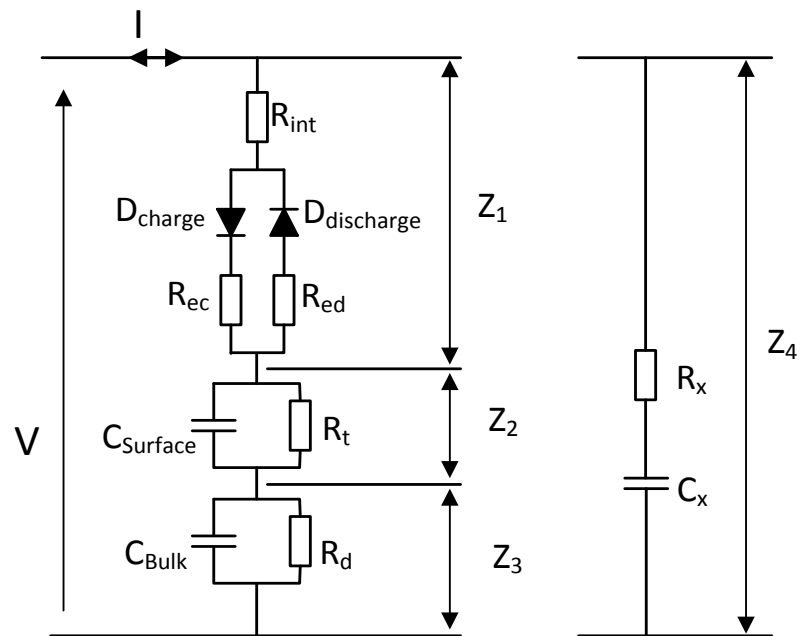 I
R_int
D_charge
D_discharge
Z_1
R_ec
R_ed
Z_4
R_x
V
C_Surface
R_t
Z_2
C_x
C_Bulk
R_d
Z_3